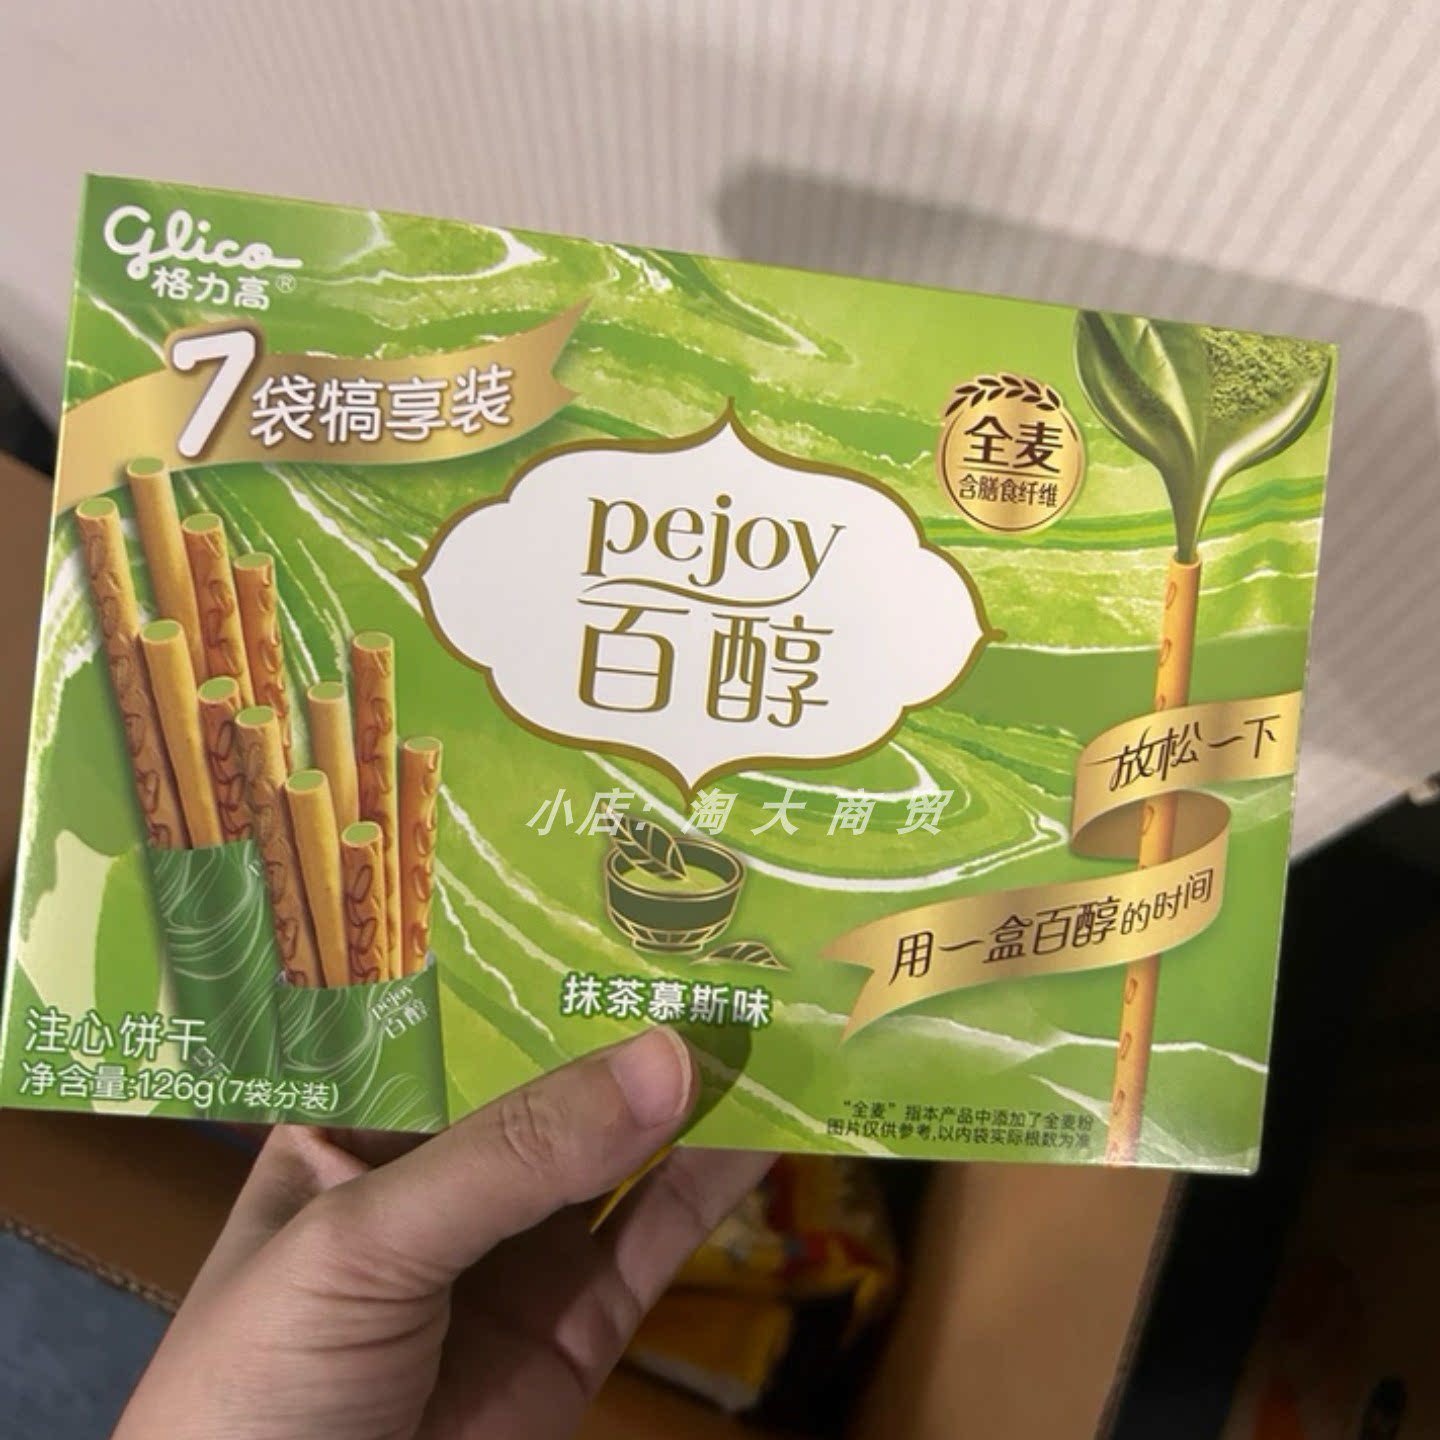 Glico
格力高®
7袋犒享装
全麦
含膳食纤维
pejoy
百醇
放松一下
用一盒百醇的时间
小店:淘大商贸
抹茶慕斯味
pejoy
百醇
注心饼干
净含量:126g(7袋分装)
“全麦”指本产品中添加了全麦粉
图片仅供参考,以内袋实际根数为准